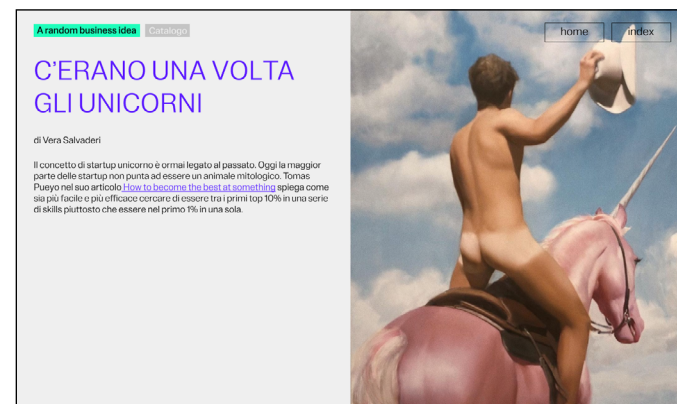 A random business idea Catalogo
home index
C'ERANO UNA VOLTA
GLI UNICORNI
di Vera Salvaderi
Il concetto di startup unicorno è ormai legato al passato. Oggi la maggior
parte delle startup non punta ad essere un animale mitologico. Tomas
Pueyo nel suo articolo How to become the best at something spiega come
sia più facile e più efficace cercare di essere tra i primi top 10% in una serie
di skills piuttosto che essere nel primo 1% in una sola.